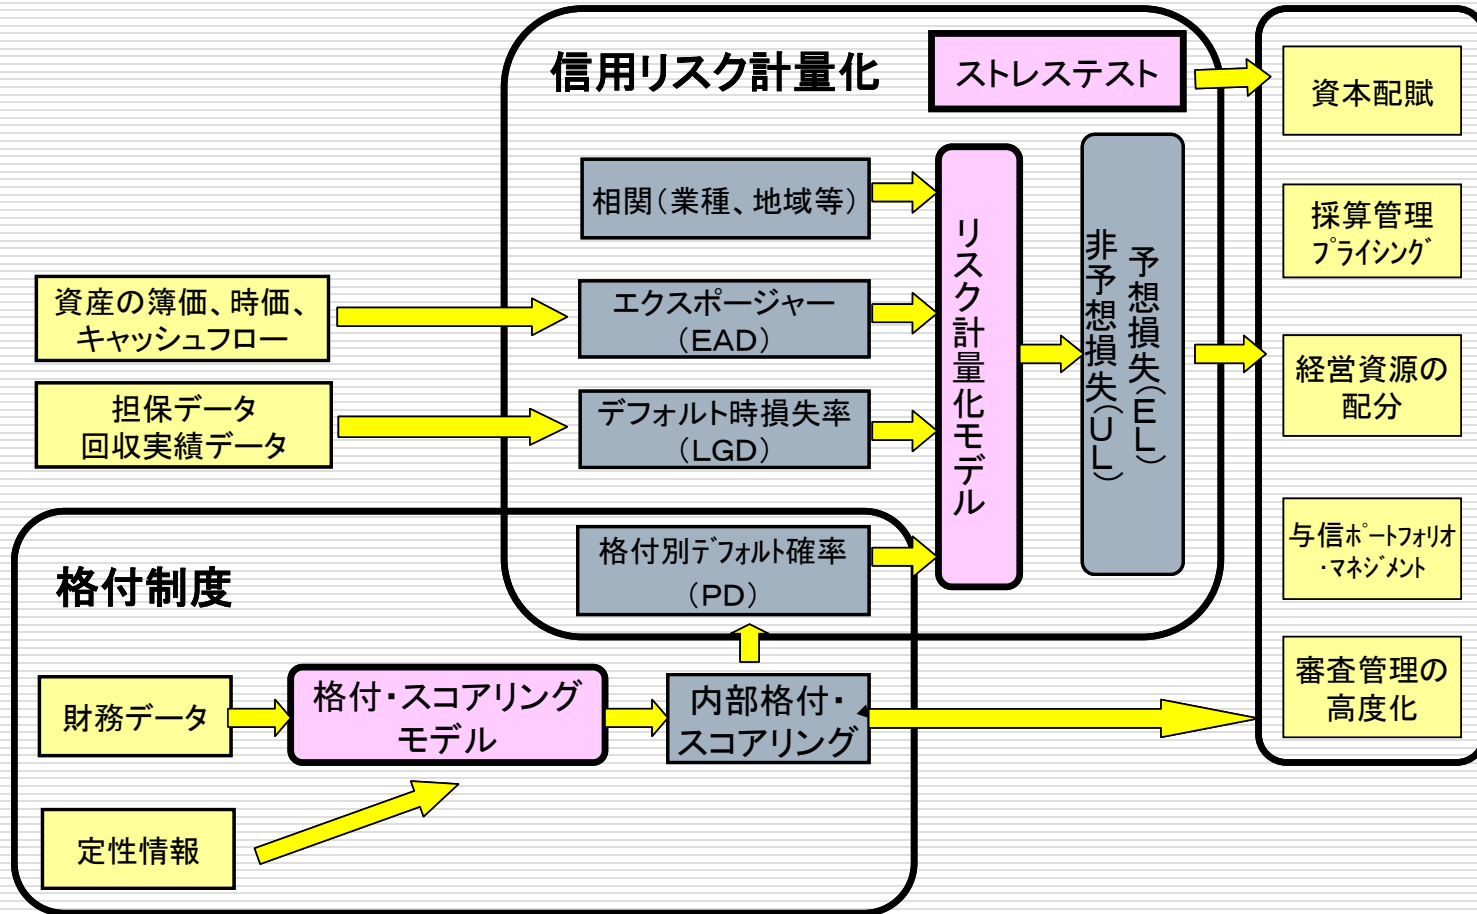 信用リスク計量化
ストレステスト
資本配賦
相関(業種、地域等)
採算管理
プライシング
資産の簿価、時価、
キャッシュフロー
エクスポージャー
(EAD)
リスク計量化モデル
予想損失(EL)
非予想損失(UL)
経営資源の
配分
担保データ
回収実績データ
デフォルト時損失率
(LGD)
格付制度
格付別デフォルト確率
(PD)
与信ポートフォリオ
・マネジメント
財務データ
格付・スコアリング
モデル
内部格付・
スコアリング
審査管理の
高度化
定性情報